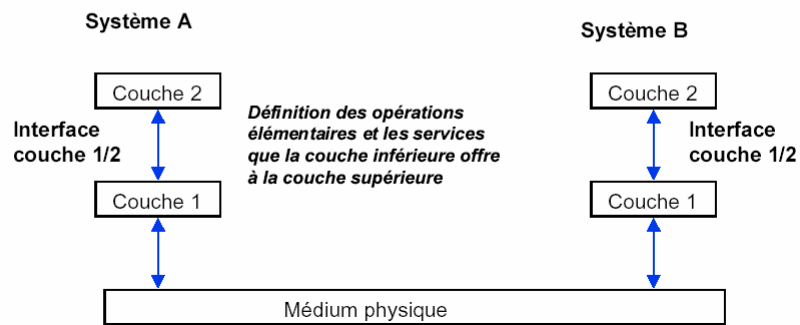 Système A
Système B
Couche 2
Couche 2
Interface
couche 1/2
Définition des opérations
élémentaires et les services
que la couche inférieure offre
à la couche supérieure
Interface
couche 1/2
Couche 1
Couche 1
Médium physique